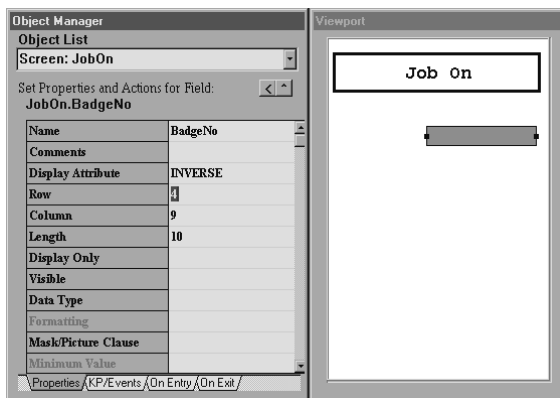 Object Manager
Object List
Screen: JobOn
Set Properties and Actions for Field:
JobOn.BadgeNo
< ^
Name BadgeNo
Comments
Display Attribute INVERSE
Row 4
Column 9
Length 10
Display Only
Visible
Data Type
Formatting
Mask/Picture Clause
Minimum Value
Properties KP/Events On Entry On Exit
Viewport
Job On